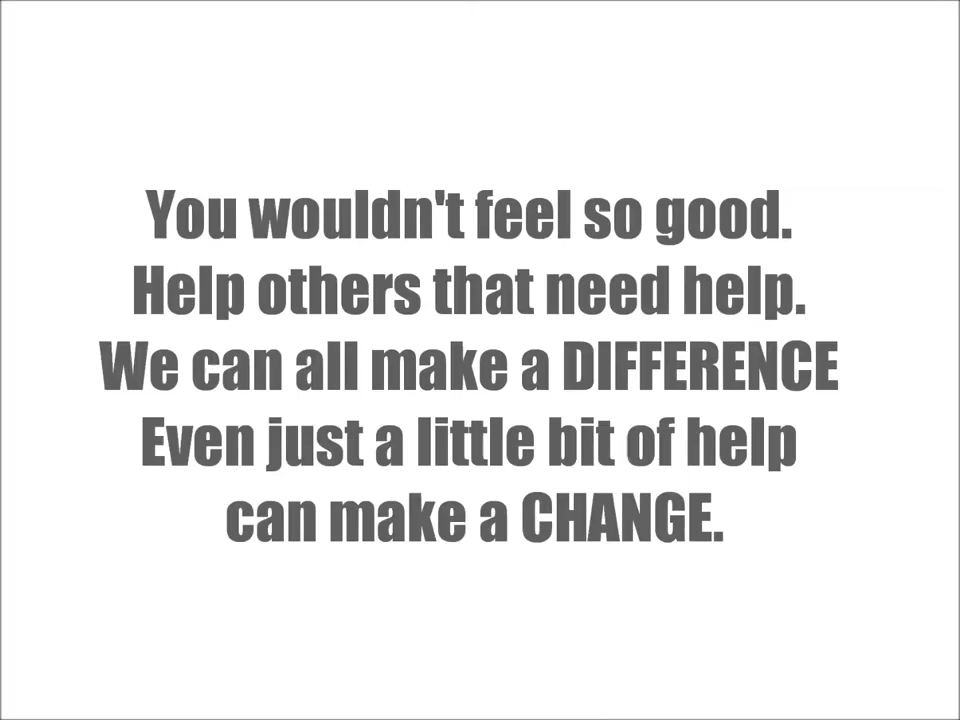 You wouldn't feel so good.
Help others that need help.
We can all make a DIFFERENCE
Even just a little bit of help
can make a CHANGE.